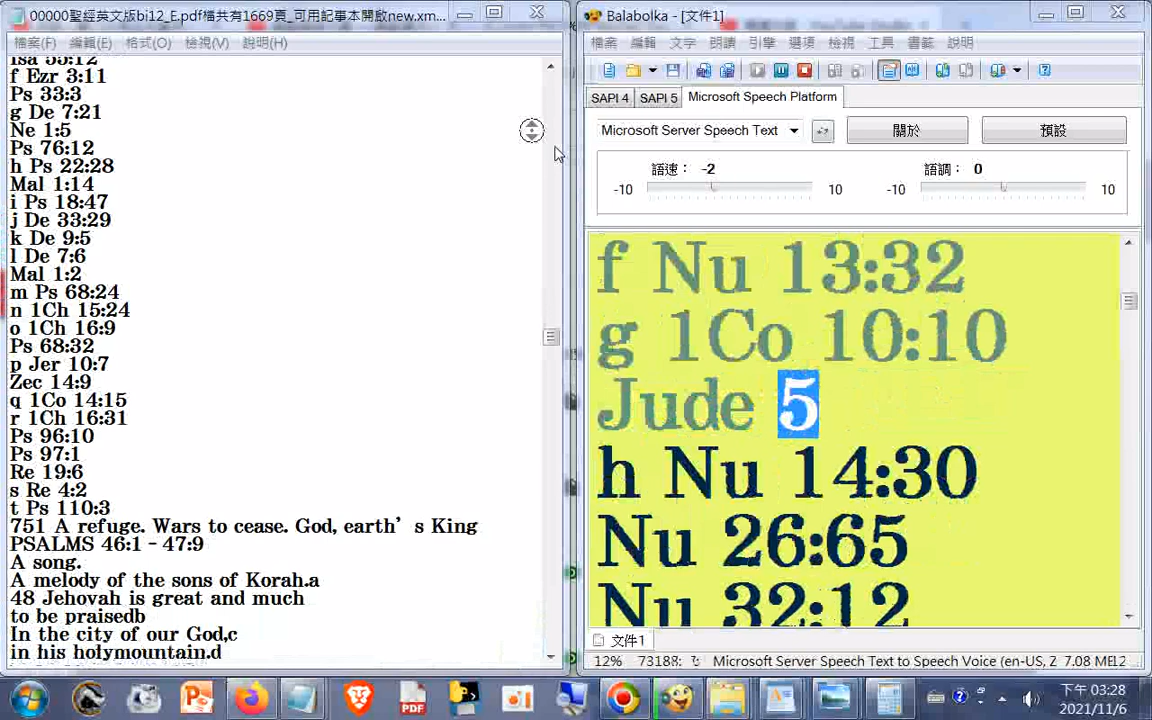 00000聖經英文版bi12_E.pdf檔共有1669頁_可用記事本開啟new.xm...
檔案(F) 編輯(E) 格式(O) 檢視(V) 說明(H)
Isa 55:12
f Ezr 3:11
Ps 33:3
g De 7:21
Ne 1:5
Ps 76:12
h Ps 22:28
Mal 1:14
i Ps 18:47
j De 33:29
k De 9:5
l De 7:6
Mal 1:2
m Ps 68:24
n 1Ch 15:24
o 1Ch 16:9
Ps 68:32
p Jer 10:7
Zec 14:9
q 1Co 14:15
r 1Ch 16:31
Ps 96:10
Ps 97:1
Re 19:6
s Re 4:2
t Ps 110:3
751 A refuge. Wars to cease. God, earth’s King
PSALMS 46:1-47:9
A song.
A melody of the sons of Korah.a
48 Jehovah is great and much
to be praisedb
In the city of our God,c
in his holymountain.d
Balabolka - [文件1]
檔案 編輯 文字 朗讀 引擎 選項 檢視 工具 書籤 說明
SAPI 4 SAPI 5 Microsoft Speech Platform
Microsoft Server Speech Text 關於 預設
語速： -2 語調： 0
-10 10 -10 10
f Nu 13:32
g 1Co 10:10
Jude 5
h Nu 14:30
Nu 26:65
Nu 32:12
文件1
12% 73188: Microsoft Server Speech Text to Speech Voice (en-US, Z 7.08 ME12
PDF
下午 03:28
2021/11/6